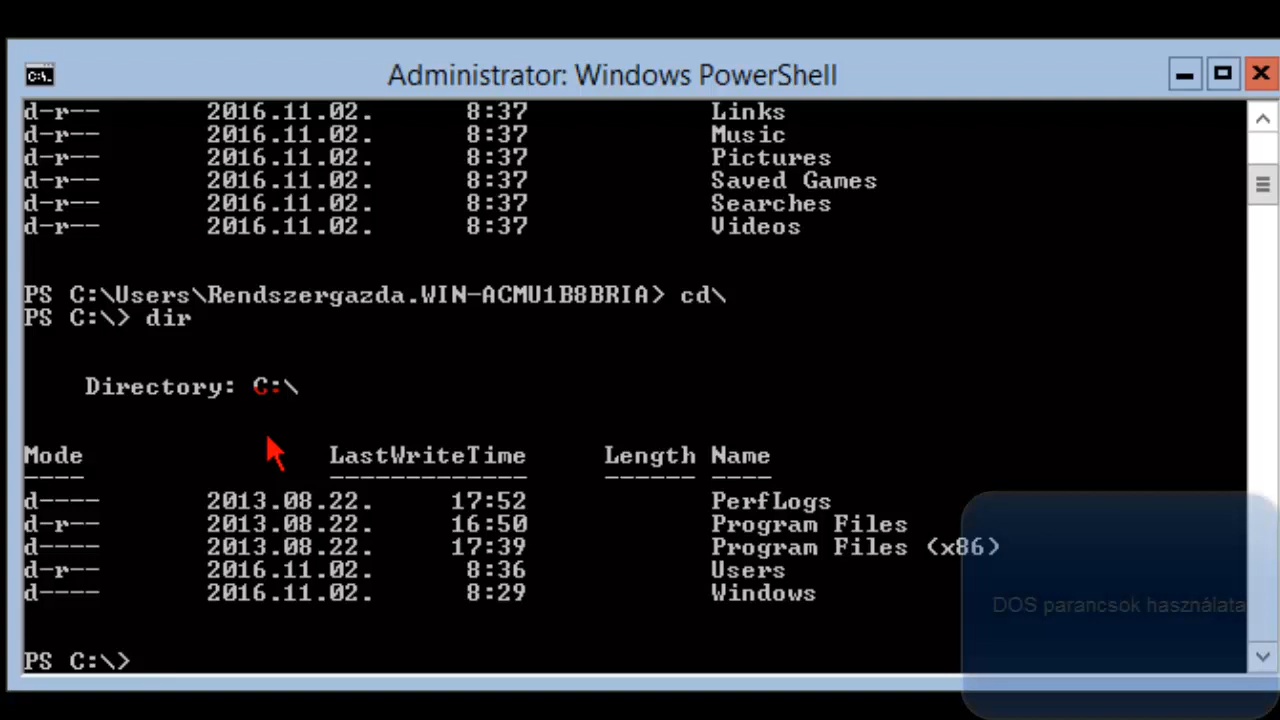 Administrator: Windows PowerShell
d-r-- 2016.11.02. 8:37 Links
d-r-- 2016.11.02. 8:37 Music
d-r-- 2016.11.02. 8:37 Pictures
d-r-- 2016.11.02. 8:37 Saved Games
d-r-- 2016.11.02. 8:37 Searches
d-r-- 2016.11.02. 8:37 Videos
PS C:\Users\Rendszergazda.WIN-ACMU1B8BRIA> cd\
PS C:\> dir
Directory: C:\
Mode LastWriteTime Length Name
---- ------------- ------ ----
d---- 2013.08.22. 17:52 PerfLogs
d-r-- 2013.08.22. 16:50 Program Files
d---- 2013.08.22. 17:39 Program Files (x86)
d-r-- 2016.11.02. 8:36 Users
d---- 2016.11.02. 8:29 Windows
DOS parancsok használata
PS C:\>